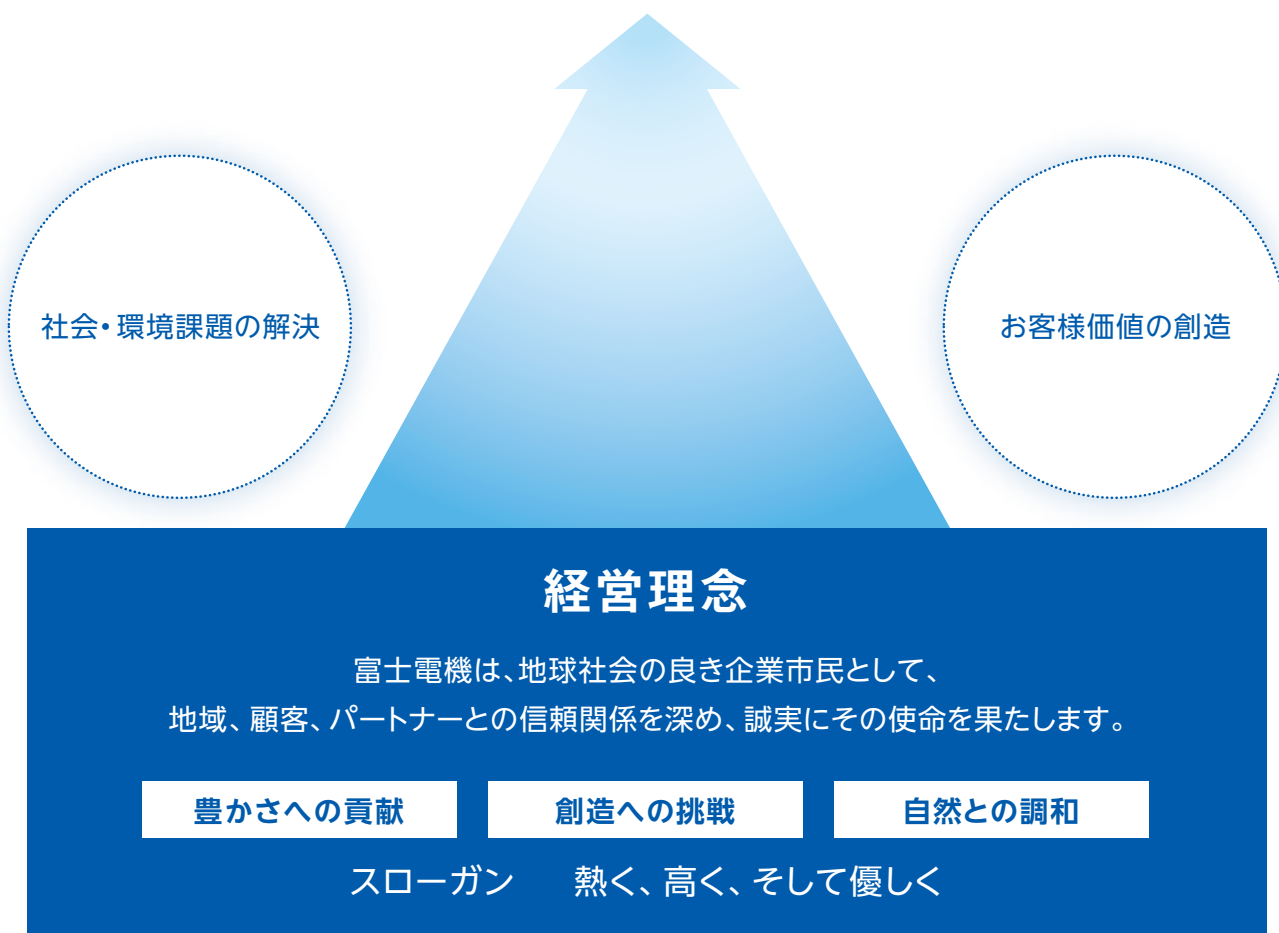 社会・環境課題の解決
お客様価値の創造
経営理念
富士電機は、地球社会の良き企業市民として、
地域、顧客、パートナーとの信頼関係を深め、誠実にその使命を果たします。
豊かさへの貢献
創造への挑戦
自然との調和
スローガン　熱く、高く、そして優しく